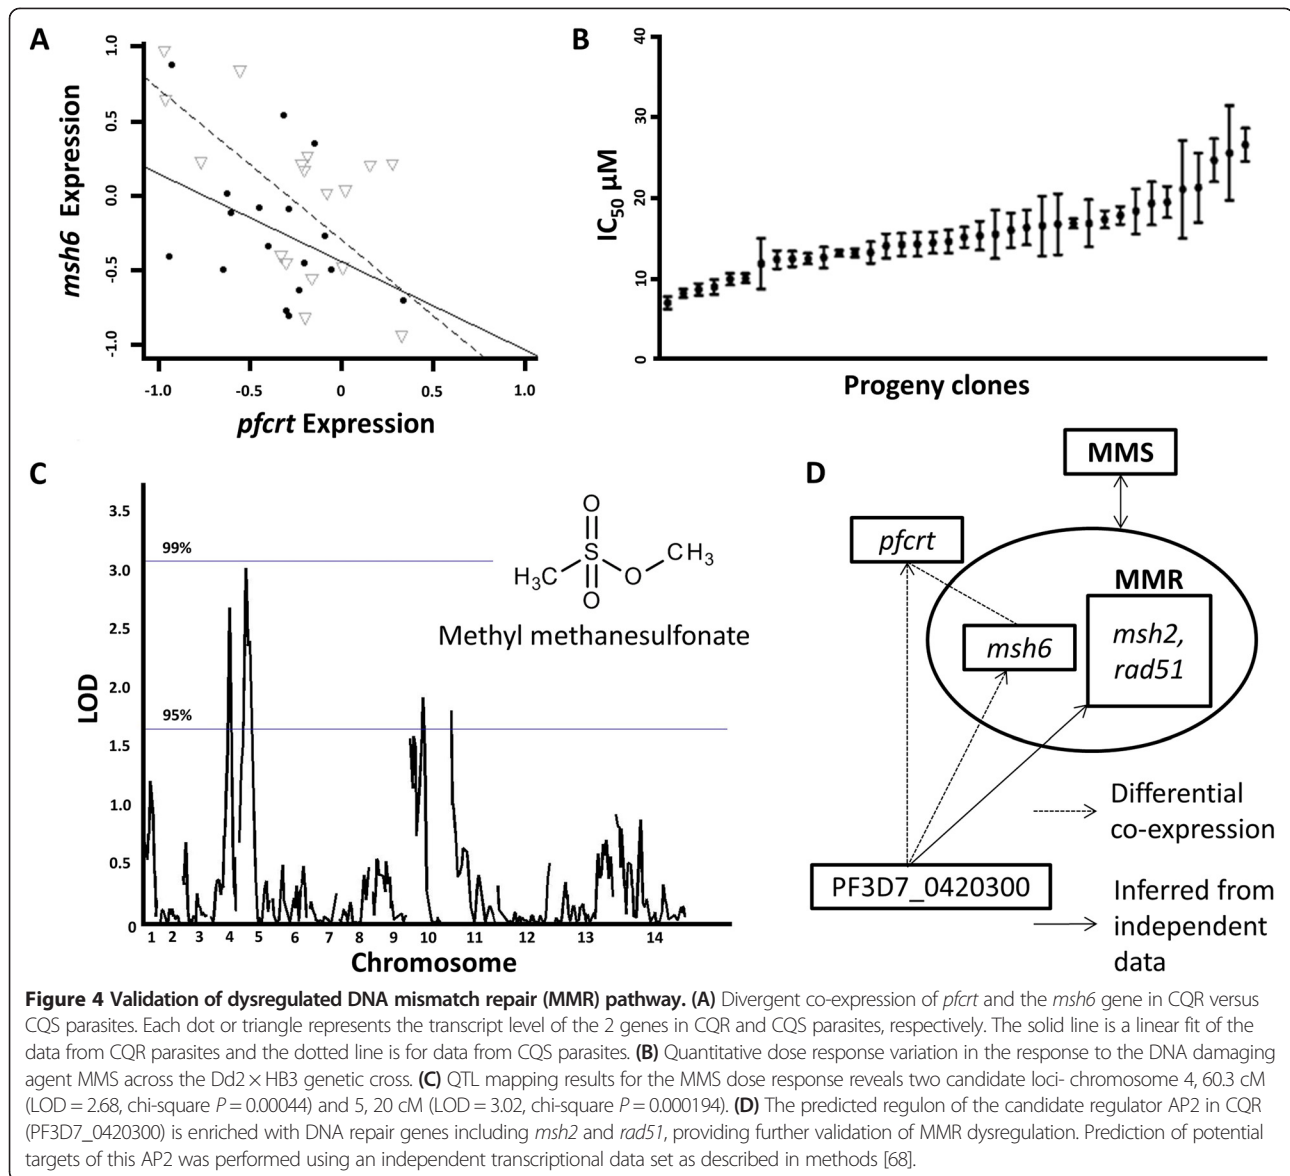 A
1.0
0.5
0.0
-0.5
-1.0
msh6 Expression
-1.0 -0.5 0 0.5 1.0
pfcrt Expression
B
40
30
20
10
0
IC50 µM
Progeny clones
C
3.5
3.0
2.5
2.0
1.5
1.0
0.5
0
LOD
99%
95%
O
S
O
O
H3C
CH3
Methyl methanesulfonate
1 2 3 4 5 6 7 8 9 10 11 12 13 14
Chromosome
D
MMS
pfcrt
MMR
msh6
msh2,
rad51
PF3D7_0420300
Differential
co-expression
Inferred from
independent
data
Figure 4 Validation of dysregulated DNA mismatch repair (MMR) pathway. (A) Divergent co-expression of pfcrt and the msh6 gene in CQR versus
CQS parasites. Each dot or triangle represents the transcript level of the 2 genes in CQR and CQS parasites, respectively. The solid line is a linear fit of the
data from CQR parasites and the dotted line is for data from CQS parasites. (B) Quantitative dose response variation in the response to the DNA damaging
agent MMS across the Dd2 × HB3 genetic cross. (C) QTL mapping results for the MMS dose response reveals two candidate loci- chromosome 4, 60.3 cM
(LOD = 2.68, chi-square P = 0.00044) and 5, 20 cM (LOD = 3.02, chi-square P = 0.000194). (D) The predicted regulon of the candidate regulator AP2 in CQR
(PF3D7_0420300) is enriched with DNA repair genes including msh2 and rad51, providing further validation of MMR dysregulation. Prediction of potential
targets of this AP2 was performed using an independent transcriptional data set as described in methods [68].